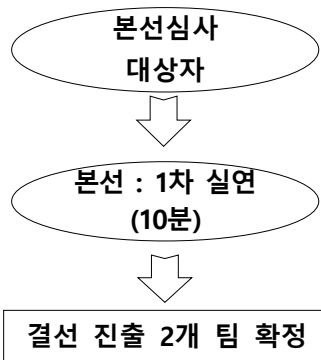 본선심사
대상자
본선 : 1차 실연
(10분)
결선 진출 2개 팀 확정